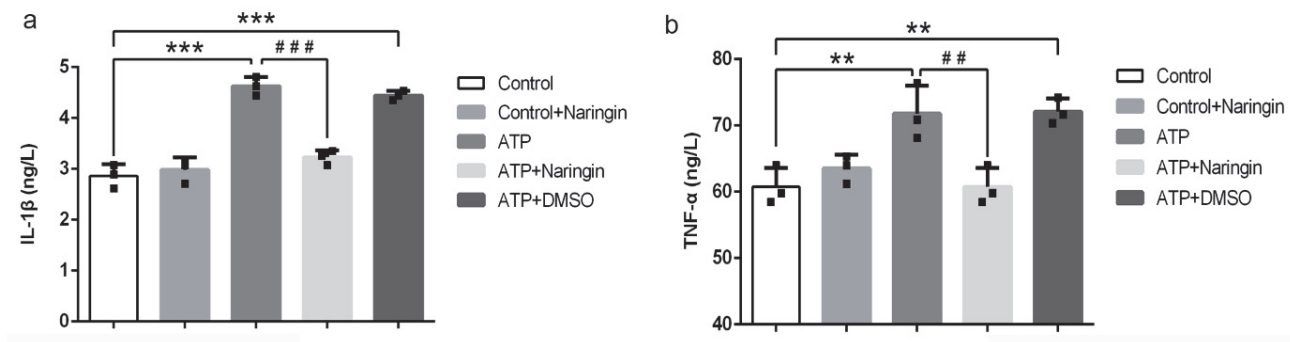 a
***
***
# # #
IL-1β (ng/L)
5
4
3
2
1
0
Control
Control+Naringin
ATP
ATP+Naringin
ATP+DMSO
b
**
**
# #
TNF-α (ng/L)
80
70
60
50
40
Control
Control+Naringin
ATP
ATP+Naringin
ATP+DMSO